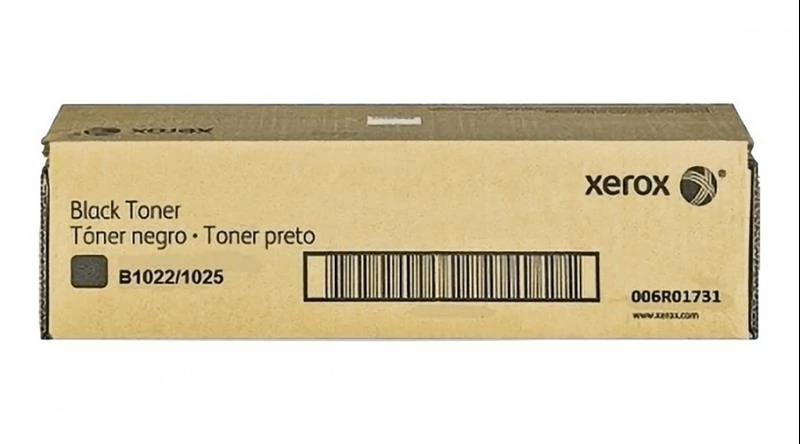 xerox
xerox®
Black Toner
Tóner negro • Toner preto
B1022/1025
006R01731
www.xerox.com